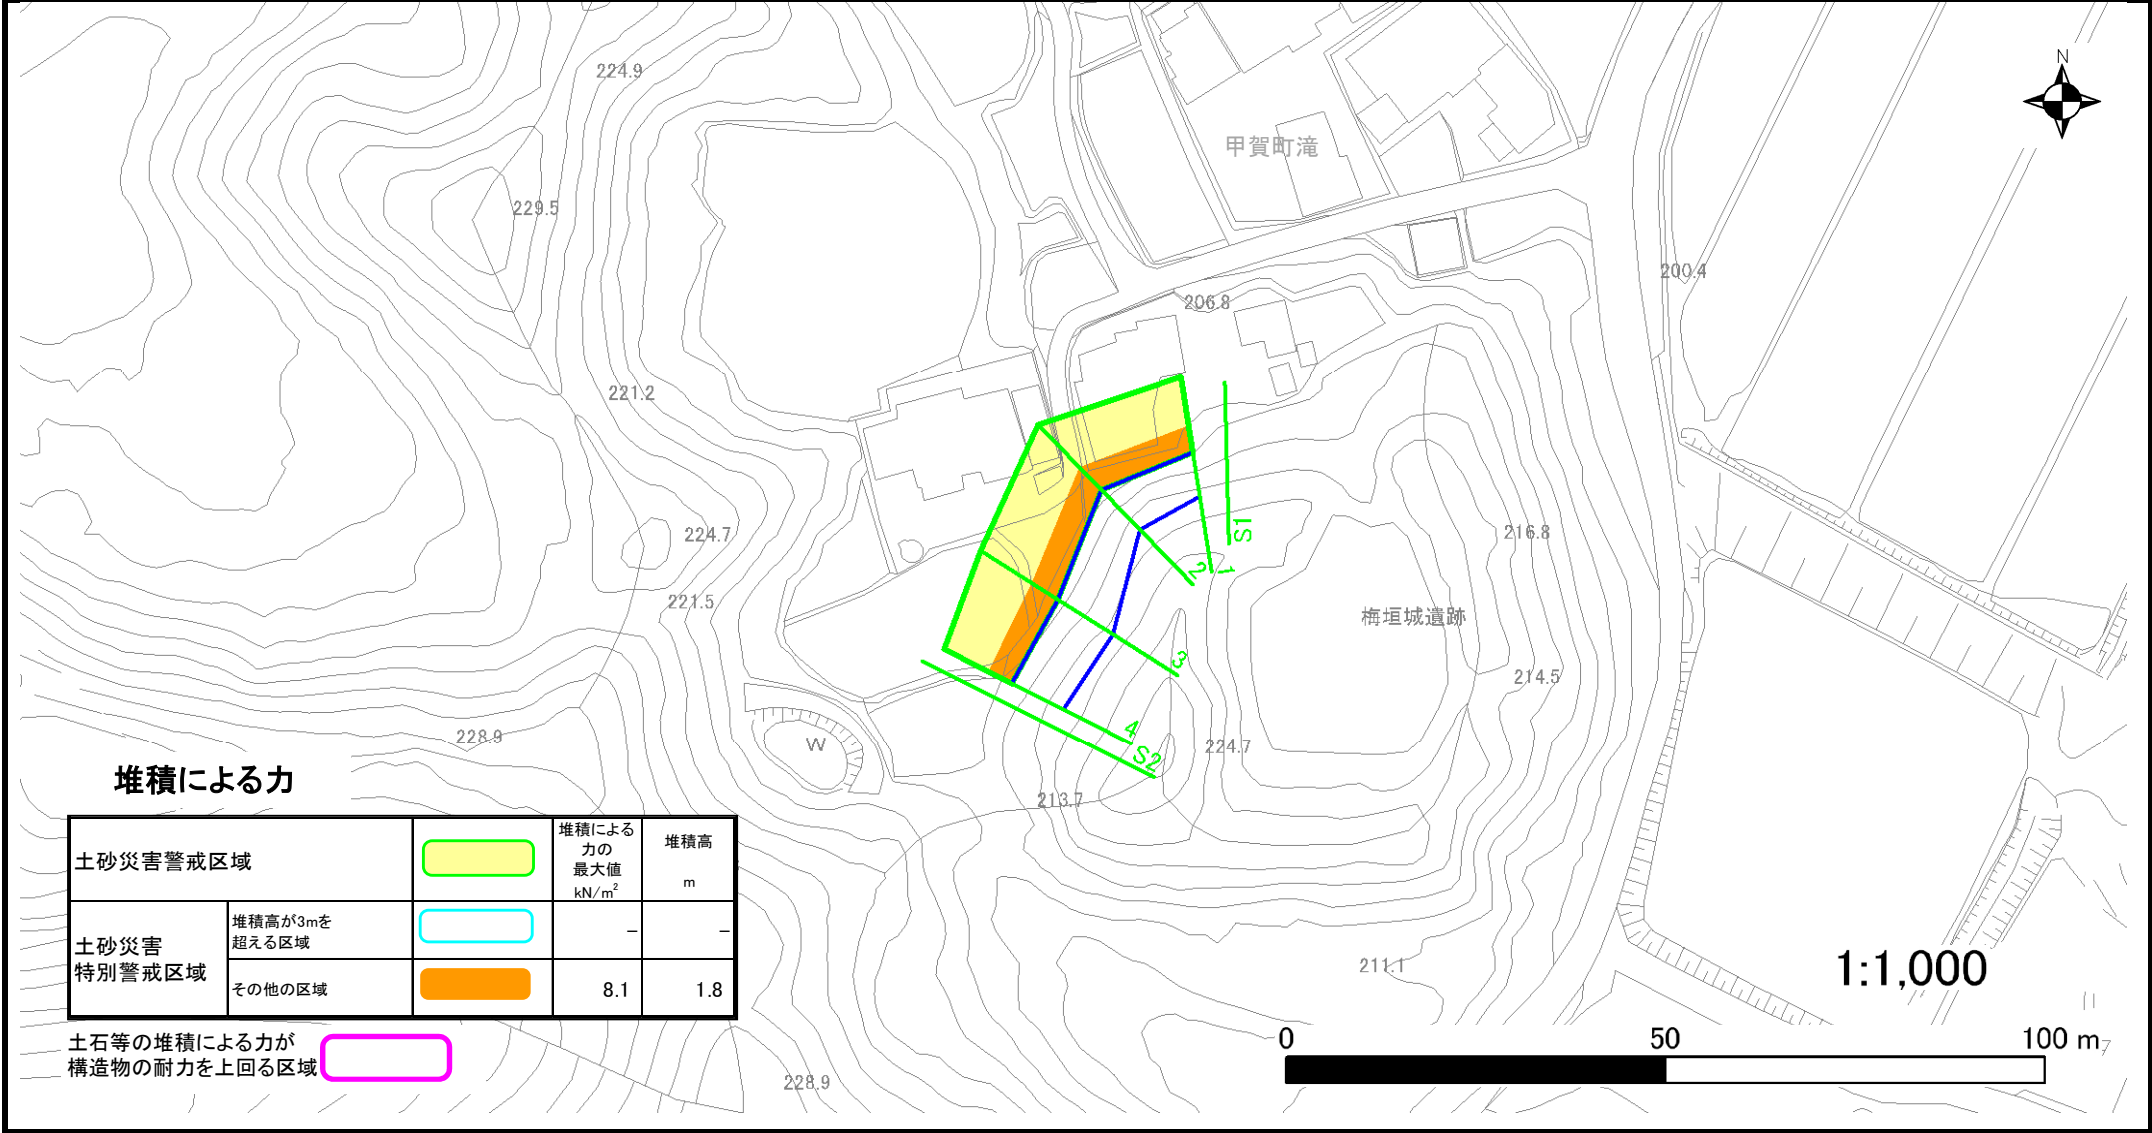 N
224.9
甲賀町滝
229.5
200.4
206.8
221.2
S1
216.8
224.7
2
1
221.5
梅垣城遺跡
3
214.5
4
228.9
W
224.7
S2
213.7
堆積による力
土砂災害警戒区域
堆積による
力の
最大値
kN/m²
堆積高
m
土砂災害
特別警戒区域
堆積高が3mを
超える区域
–
–
その他の区域
8.1
1.8
211.1
1:1,000
土石等の堆積による力が
構造物の耐力を上回る区域
0
50
100 m
7
228.9